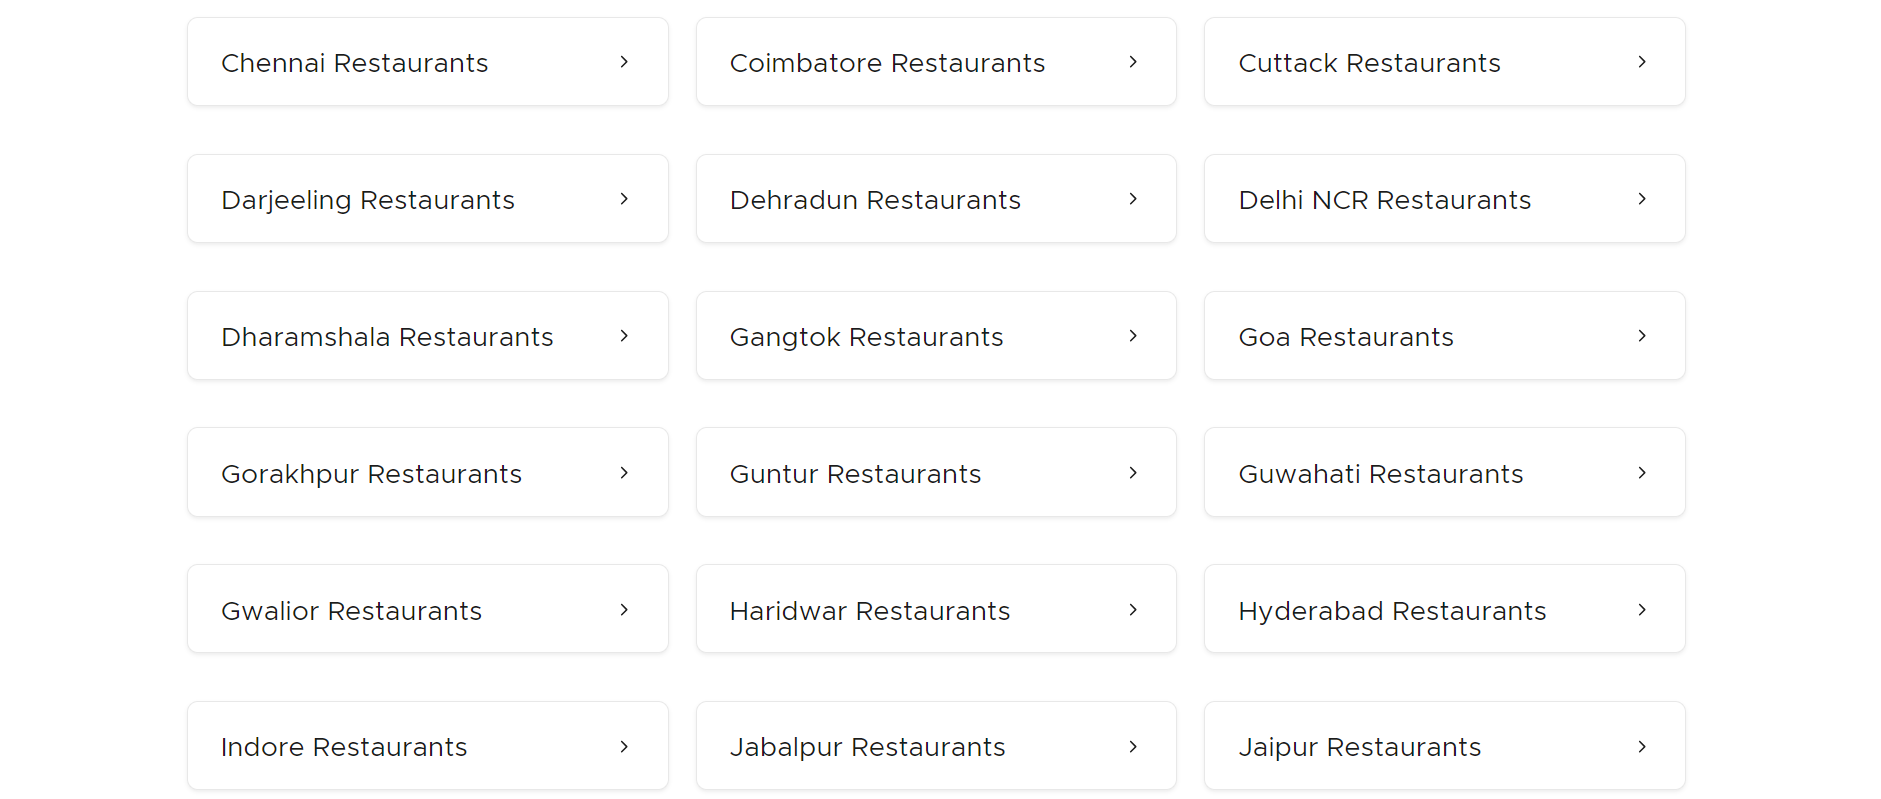 Chennai Restaurants
Coimbatore Restaurants
Cuttack Restaurants
Darjeeling Restaurants
Dehradun Restaurants
Delhi NCR Restaurants
Dharamshala Restaurants
Gangtok Restaurants
Goa Restaurants
Gorakhpur Restaurants
Guntur Restaurants
Guwahati Restaurants
Gwalior Restaurants
Haridwar Restaurants
Hyderabad Restaurants
Indore Restaurants
Jabalpur Restaurants
Jaipur Restaurants